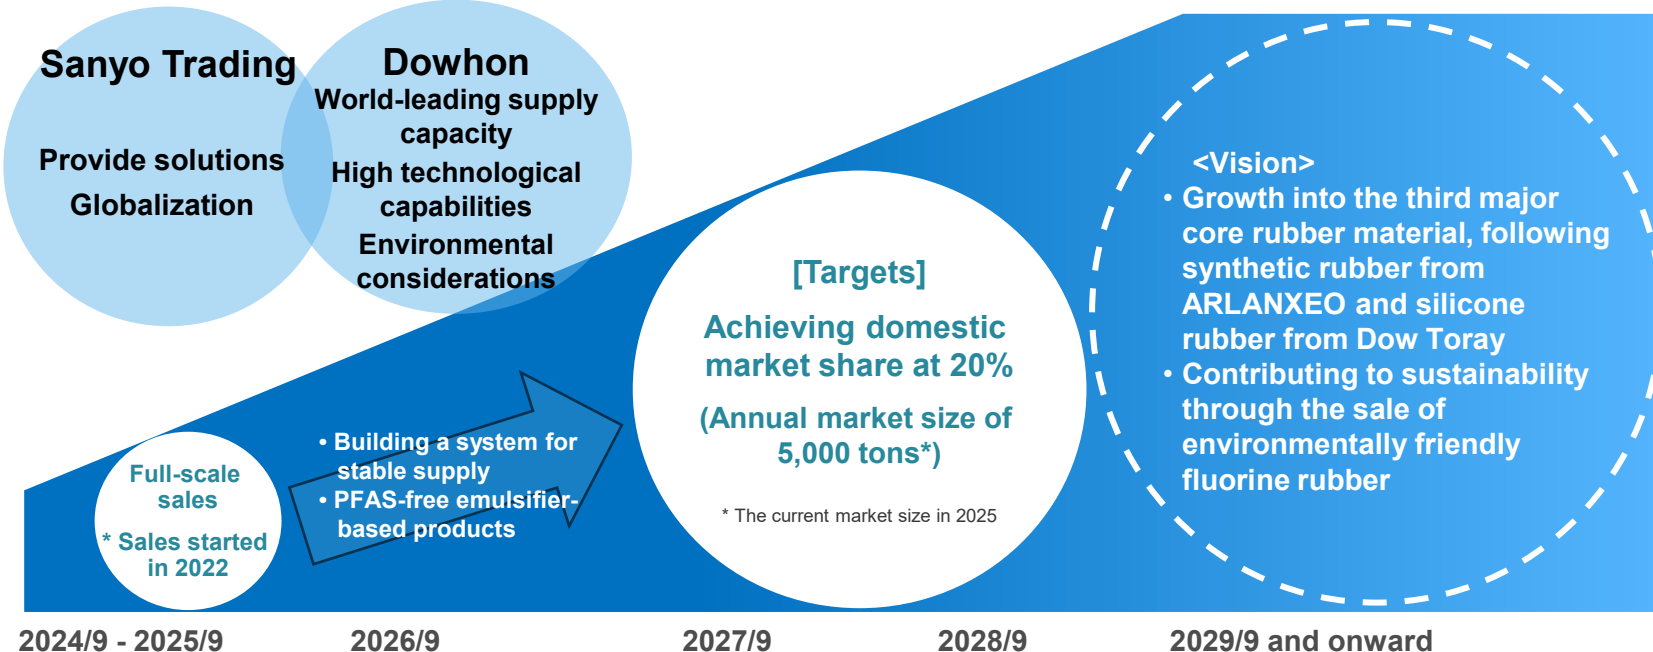 Sanyo Trading
Provide solutions
Globalization
Dowhon
World-leading supply
capacity
High technological
capabilities
Environmental
considerations
Full-scale
sales
* Sales started
in 2022
• Building a system for
stable supply
• PFAS-free emulsifier-
based products
[Targets]
Achieving domestic
market share at 20%
(Annual market size of
5,000 tons*)
* The current market size in 2025
<Vision>
• Growth into the third major
core rubber material, following
synthetic rubber from
ARLANXEO and silicone
rubber from Dow Toray
• Contributing to sustainability
through the sale of
environmentally friendly
fluorine rubber
2024/9 - 2025/9
2026/9
2027/9
2028/9
2029/9 and onward